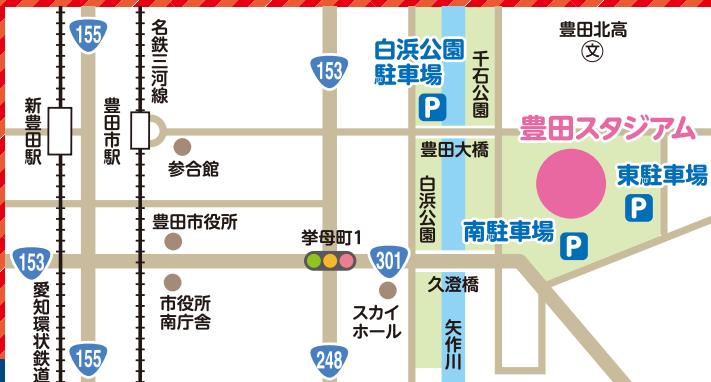 155
名鉄三河線
153
白浜公園
駐車場
P
千石公園
豊田北高
文
新豊田駅
豊田市駅
参合館
豊田大橋
豊田スタジアム
東駐車場
P
白浜公園
南駐車場
P
豊田市役所
挙母町1
153
301
愛知環状鉄道
市役所
南庁舎
スカイ
ホール
久澄橋
矢作川
155
248